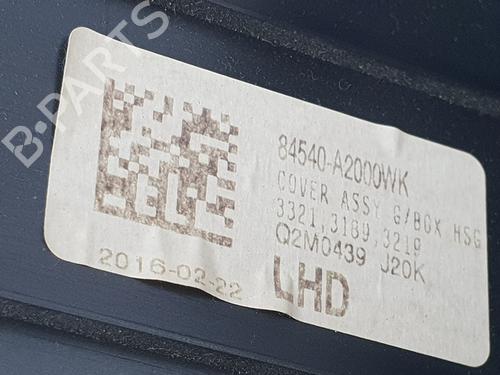 B-PARTS
84540-A2000WK
COVER ASSY G/BOX HSG
3321,3189,3219
Q2M0439 J20K
2016-02-22
LHD